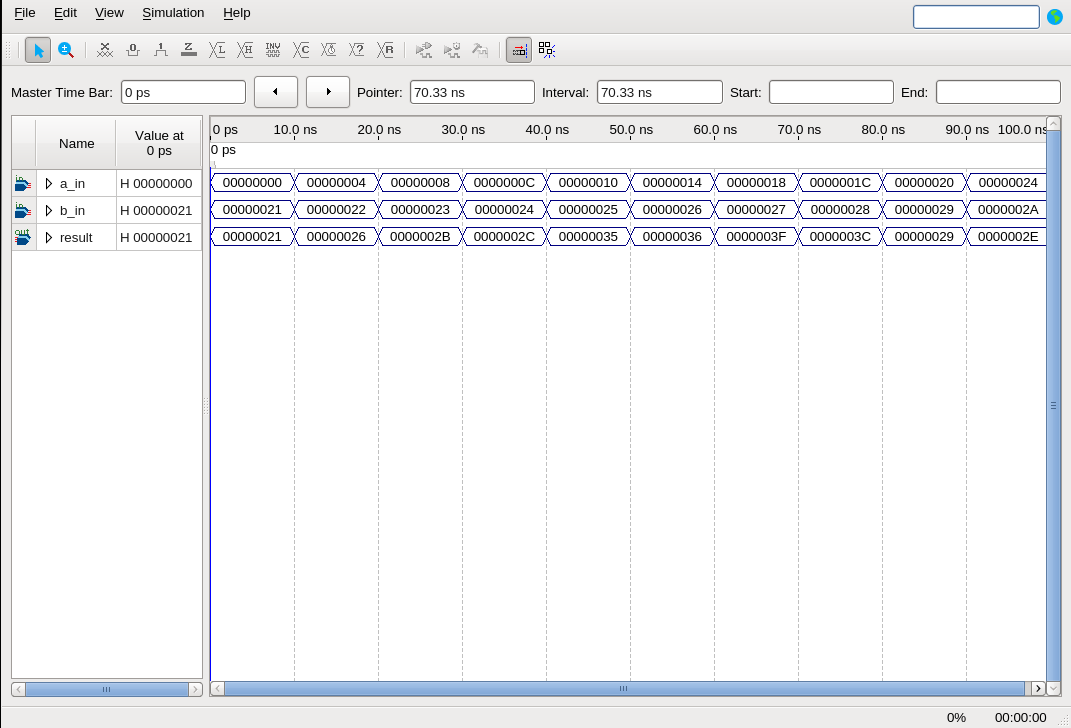 File Edit View Simulation Help
Master Time Bar: 0 ps Pointer: 70.33 ns Interval: 70.33 ns Start: End:
Name Value at 0 ps
0 ps 10.0 ns 20.0 ns 30.0 ns 40.0 ns 50.0 ns 60.0 ns 70.0 ns 80.0 ns 90.0 ns 100.0 ns
0 ps
a_in H 00000000 00000000 00000004 00000008 0000000C 00000010 00000014 00000018 0000001C 00000020 00000024
b_in H 00000021 00000021 00000022 00000023 00000024 00000025 00000026 00000027 00000028 00000029 0000002A
result H 00000021 00000021 00000026 0000002B 0000002C 00000035 00000036 0000003F 0000003C 00000029 0000002E
0% 00:00:00